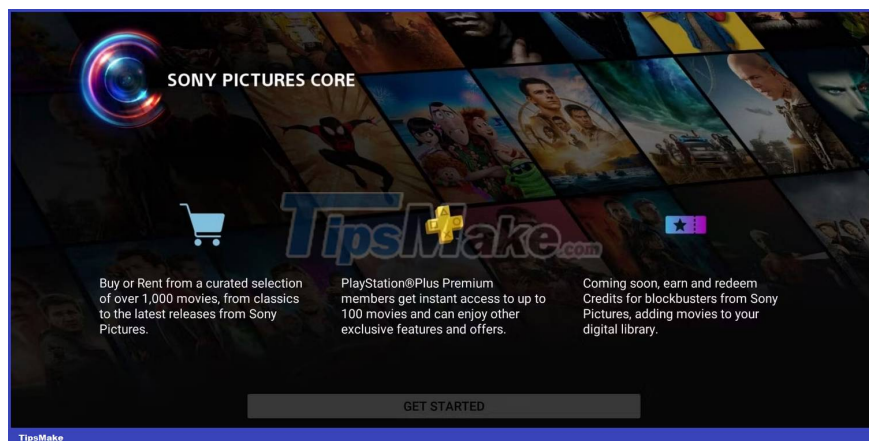 SONY PICTURES CORE
TipsMake.com
Buy or Rent from a curated selection
of over 1,000 movies, from classics
to the latest releases from Sony
Pictures.
PlayStation®Plus Premium
members get instant access to up to
100 movies and can enjoy other
exclusive features and offers.
Coming soon, earn and redeem
Credits for blockbusters from Sony
Pictures, adding movies to your
digital library.
GET STARTED
TipsMake